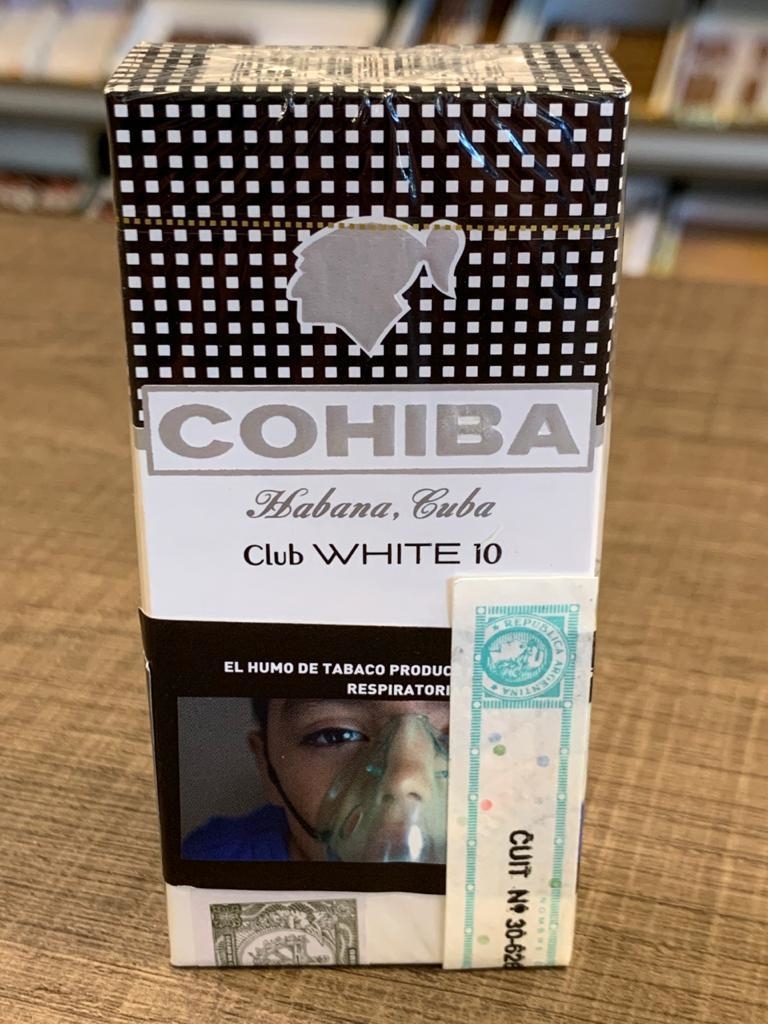 COHIBA
Habana, Cuba
Club WHITE 10
EL HUMO DE TABACO PRODUC
RESPIRATORI
REPUBLICA ARGENTINA
CUIT Nº 30-62